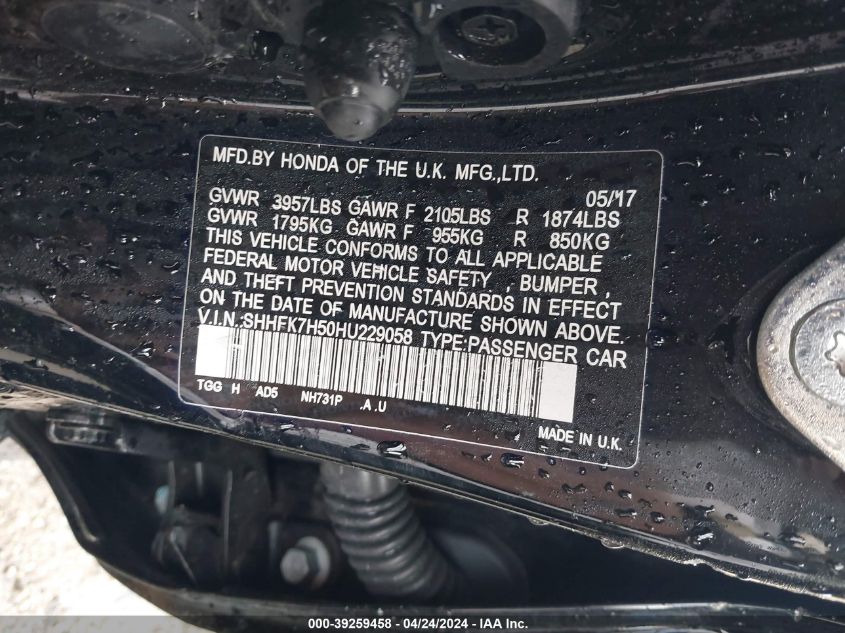 MFD.BY HONDA OF THE U.K. MFG.,LTD.
05/17
GVWR 3957LBS GAWR F 2105LBS R 1874LBS
GVWR 1795KG GAWR F 955KG R 850KG
THIS VEHICLE CONFORMS TO ALL APPLICABLE
FEDERAL MOTOR VEHICLE SAFETY , BUMPER ,
AND THEFT PREVENTION STANDARDS IN EFFECT
ON THE DATE OF MANUFACTURE SHOWN ABOVE.
V.I.N.:SHHFK7H50HU229058 TYPE:PASSENGER CAR
TGG H AD5 NH731P .A .U
MADE IN U.K.
000-39259458 - 04/24/2024 - IAA Inc.